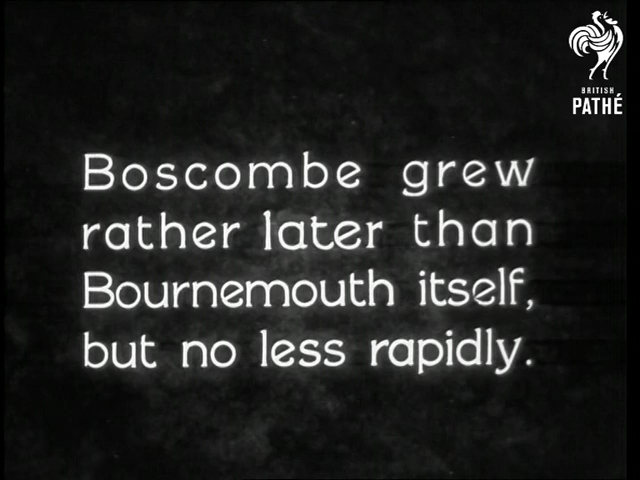 BRITISH
PATHÉ
Boscombe grew
rather later than
Bournemouth itself,
but no less rapidly.